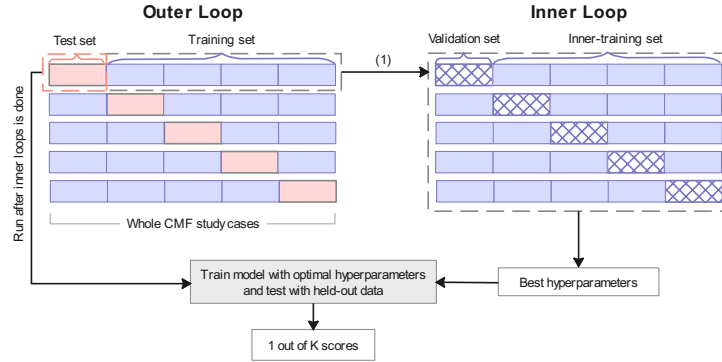 Outer Loop
Inner Loop
Test set
Training set
(1)
Validation set
Inner-training set
Run after inner loops is done
Whole CMF study cases
Train model with optimal hyperparameters
and test with held-out data
Best hyperparameters
1 out of K scores